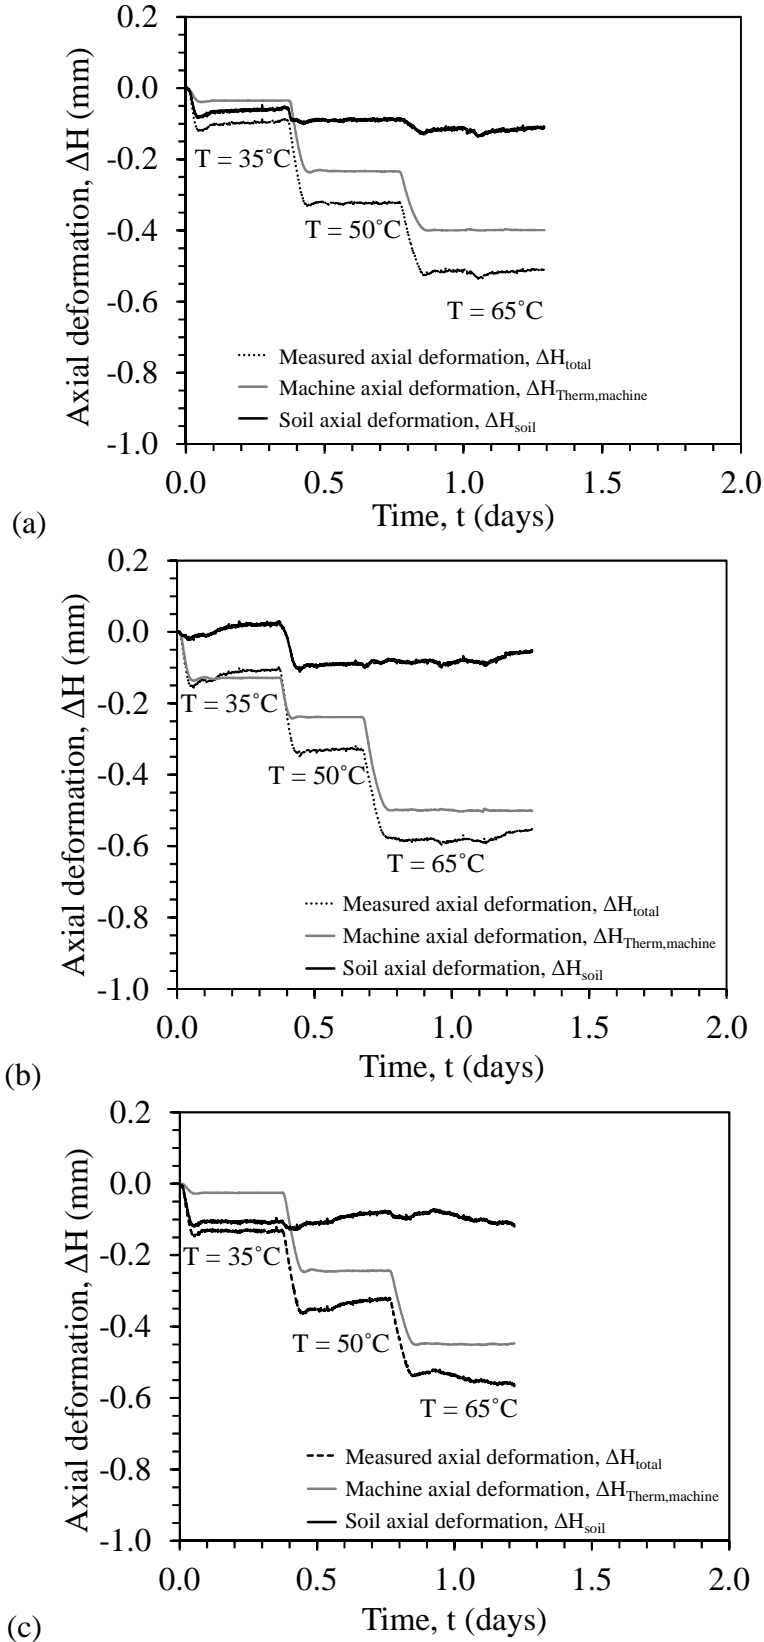 0.2
0.0
-0.2
-0.4
-0.6
-0.8
-1.0
Axial deformation, ΔH (mm)
T = 35˚C
T = 50˚C
T = 65˚C
Measured axial deformation, ΔHtotal
Machine axial deformation, ΔHTherm,machine
Soil axial deformation, ΔHsoil
0.0 0.5 1.0 1.5 2.0
Time, t (days)
(a)
0.2
0.0
-0.2
-0.4
-0.6
-0.8
-1.0
Axial deformation, ΔH (mm)
T = 35˚C
T = 50˚C
T = 65˚C
Measured axial deformation, ΔHtotal
Machine axial deformation, ΔHTherm,machine
Soil axial deformation, ΔHsoil
0.0 0.5 1.0 1.5 2.0
Time, t (days)
(b)
0.2
0.0
-0.2
-0.4
-0.6
-0.8
-1.0
Axial deformation, ΔH (mm)
T = 35˚C
T = 50˚C
T = 65˚C
Measured axial deformation, ΔHtotal
Machine axial deformation, ΔHTherm,machine
Soil axial deformation, ΔHsoil
0.0 0.5 1.0 1.5 2.0
Time, t (days)
(c)